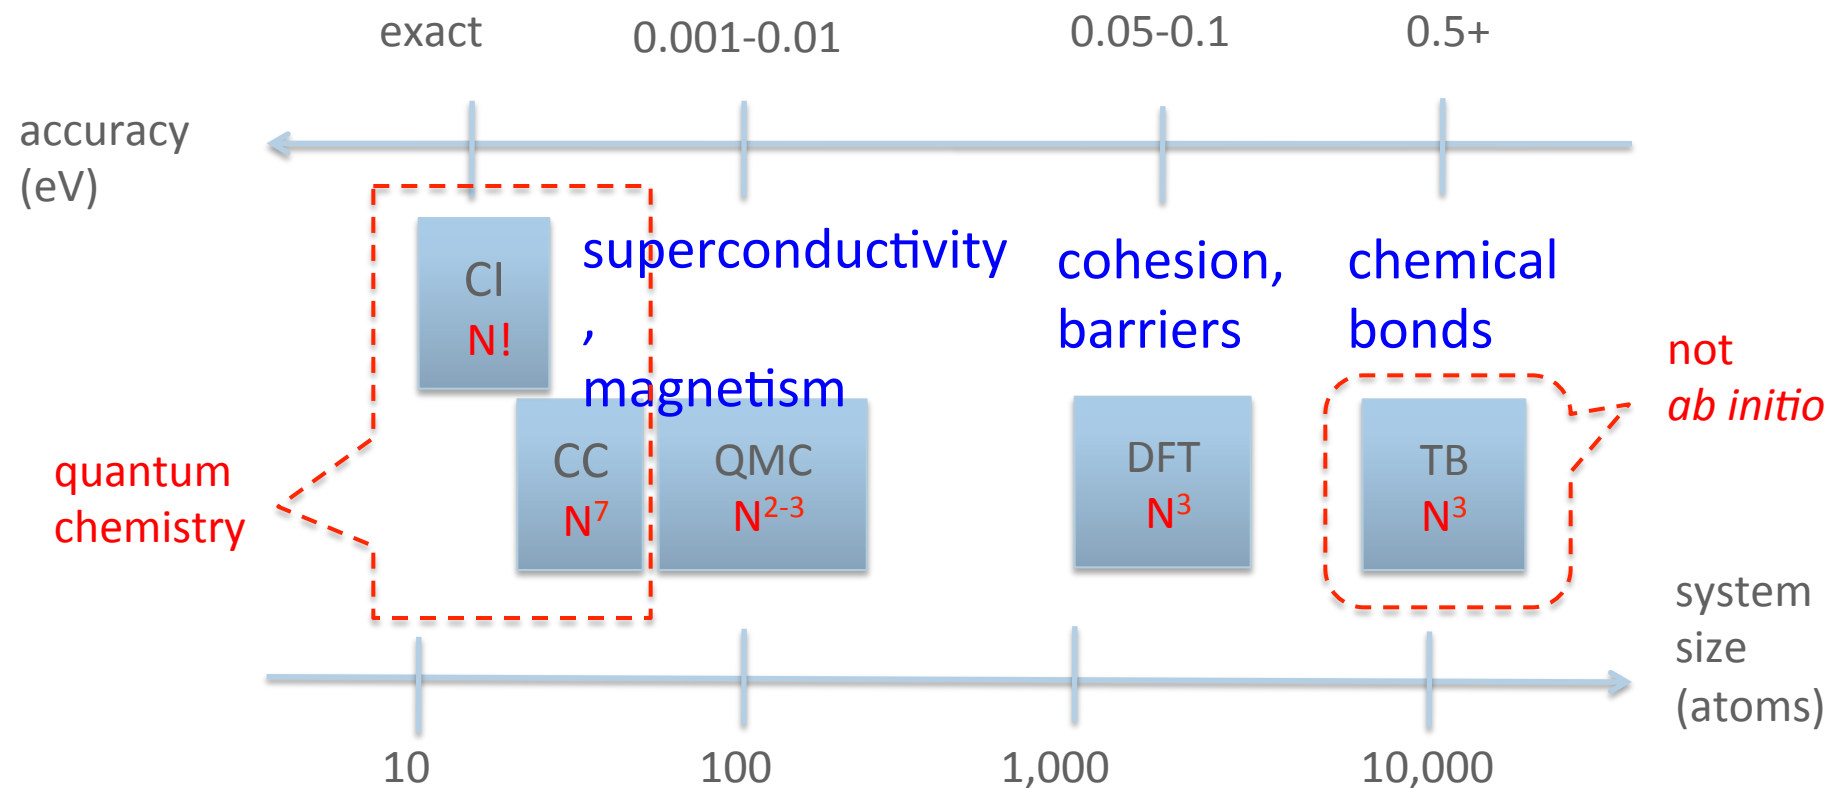 exact
0.001-0.01
0.05-0.1
0.5+
accuracy
(eV)
CI
N!
superconductivity
,
magnetism
cohesion,
barriers
chemical
bonds
not
ab initio
quantum
chemistry
CC
N⁷
QMC
N²⁻³
DFT
N³
TB
N³
system
size
(atoms)
10
100
1,000
10,000